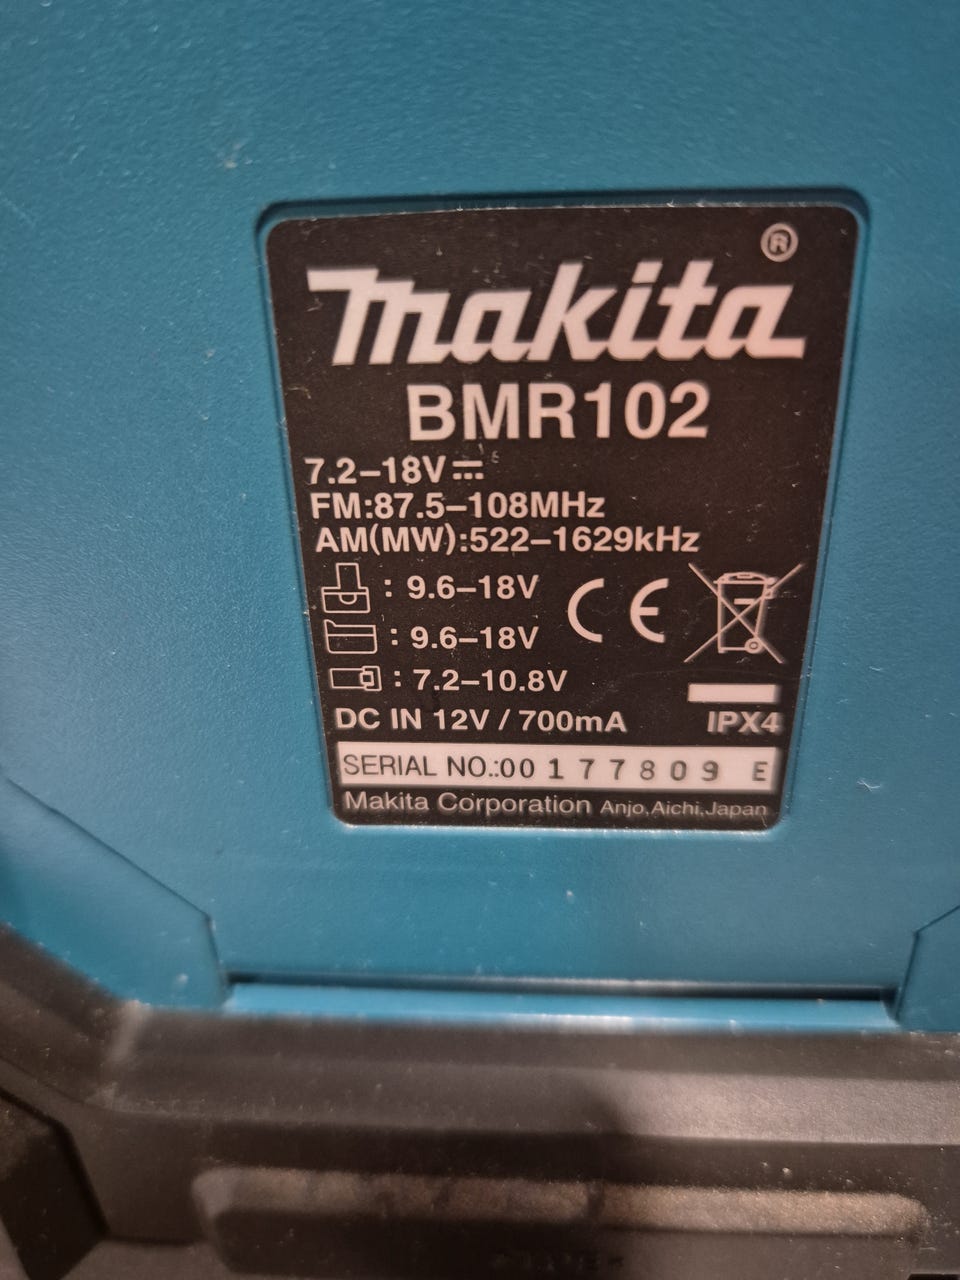 ®
makita
BMR102
7.2–18V⎓
FM:87.5–108MHz
AM(MW):522–1629kHz
: 9.6–18V
CE
: 9.6–18V
: 7.2–10.8V
DC IN 12V / 700mA IPX4
SERIAL NO.:00177809 E
Makita Corporation Anjo,Aichi,Japan